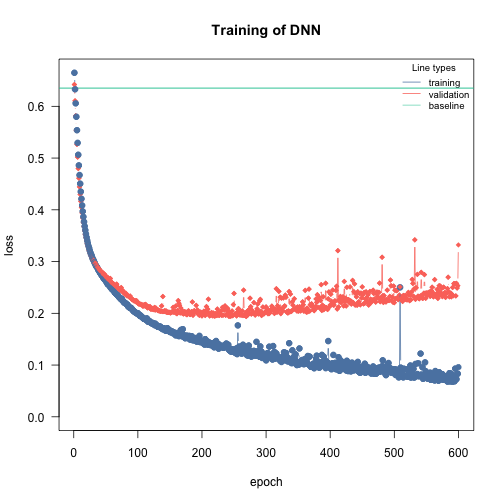 Training of DNN
Line types
training
validation
baseline
loss
0.6
0.5
0.4
0.3
0.2
0.1
0.0
0 100 200 300 400 500 600
epoch